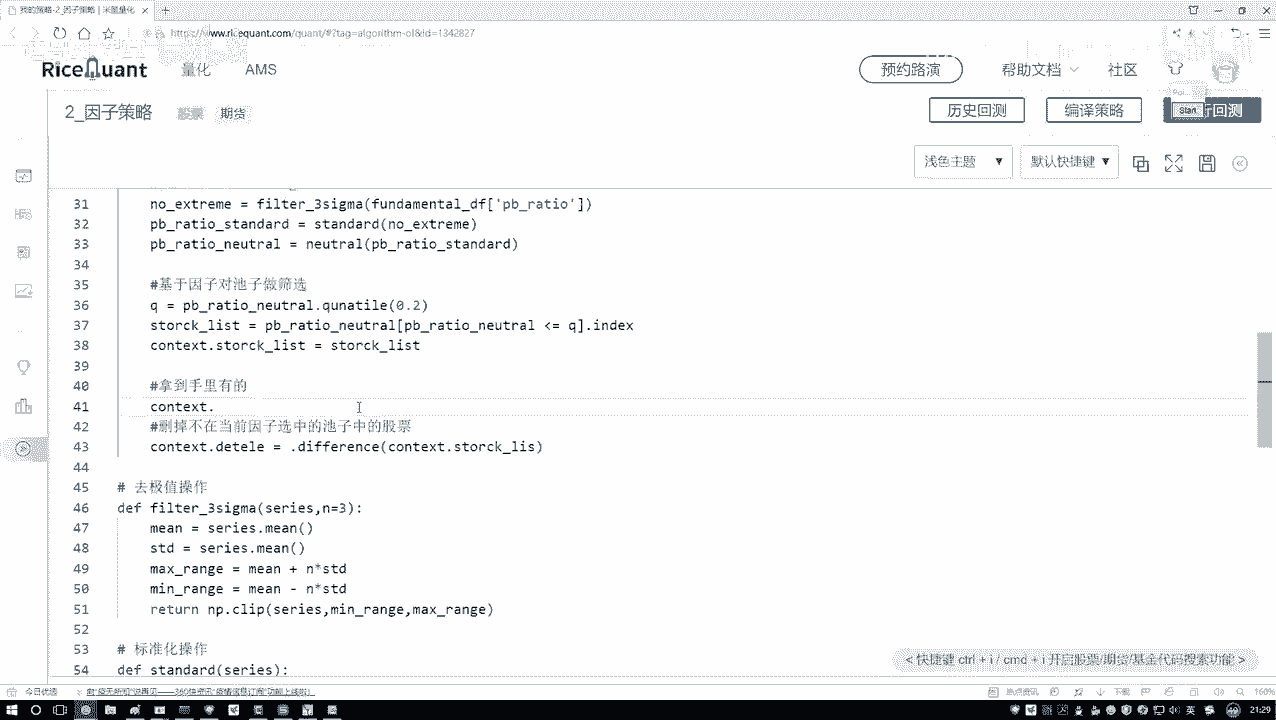 我的策略-2_因子策略 | 米筐量化
https://www.ricequant.com/quant/#?tag=algorithm-ol&id=1342827
RiceQuant 量化 AMS 预约路演 帮助文档 社区
2_因子策略 股票 期货 历史回测 编译策略 Start 行回测
浅色主题 默认快捷键
31 no_extreme = filter_3sigma(fundamental_df['pb_ratio'])
32 pb_ratio_standard = standard(no_extreme)
33 pb_ratio_neutral = neutral(pb_ratio_standard)
34
35 #基于因子对池子做筛选
36 q = pb_ratio_neutral.qunatile(0.2)
37 storck_list = pb_ratio_neutral[pb_ratio_neutral <= q].index
38 context.storck_list = storck_list
39
40 #拿到手里有的
41 context.
42 #删掉不在当前因子选中的池子中的股票
43 context.detele = .difference(context.storck_lis)
44
45 # 去极值操作
46 def filter_3sigma(series,n=3):
47 mean = series.mean()
48 std = series.mean()
49 max_range = mean + n*std
50 min_range = mean - n*std
51 return np.clip(series,min_range,max_range)
52
53 # 标准化操作
54 def standard(series):
< 快捷键 ctrl + i / cmd + i 开启股票/期货/基金代码搜索功能 >
今日优选
热点资讯 下载 160%
英 21:29